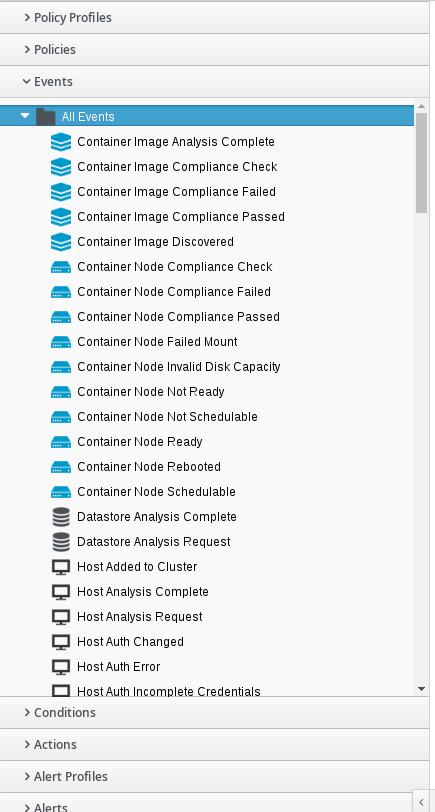 Policy Profiles
Policies
Events
All Events
Container Image Analysis Complete
Container Image Compliance Check
Container Image Compliance Failed
Container Image Compliance Passed
Container Image Discovered
Container Node Compliance Check
Container Node Compliance Failed
Container Node Compliance Passed
Container Node Failed Mount
Container Node Invalid Disk Capacity
Container Node Not Ready
Container Node Not Schedulable
Container Node Ready
Container Node Rebooted
Container Node Schedulable
Datastore Analysis Complete
Datastore Analysis Request
Host Added to Cluster
Host Analysis Complete
Host Analysis Request
Host Auth Changed
Host Auth Error
Host Auth Incomplete Credentials
Conditions
Actions
Alert Profiles
Alerts